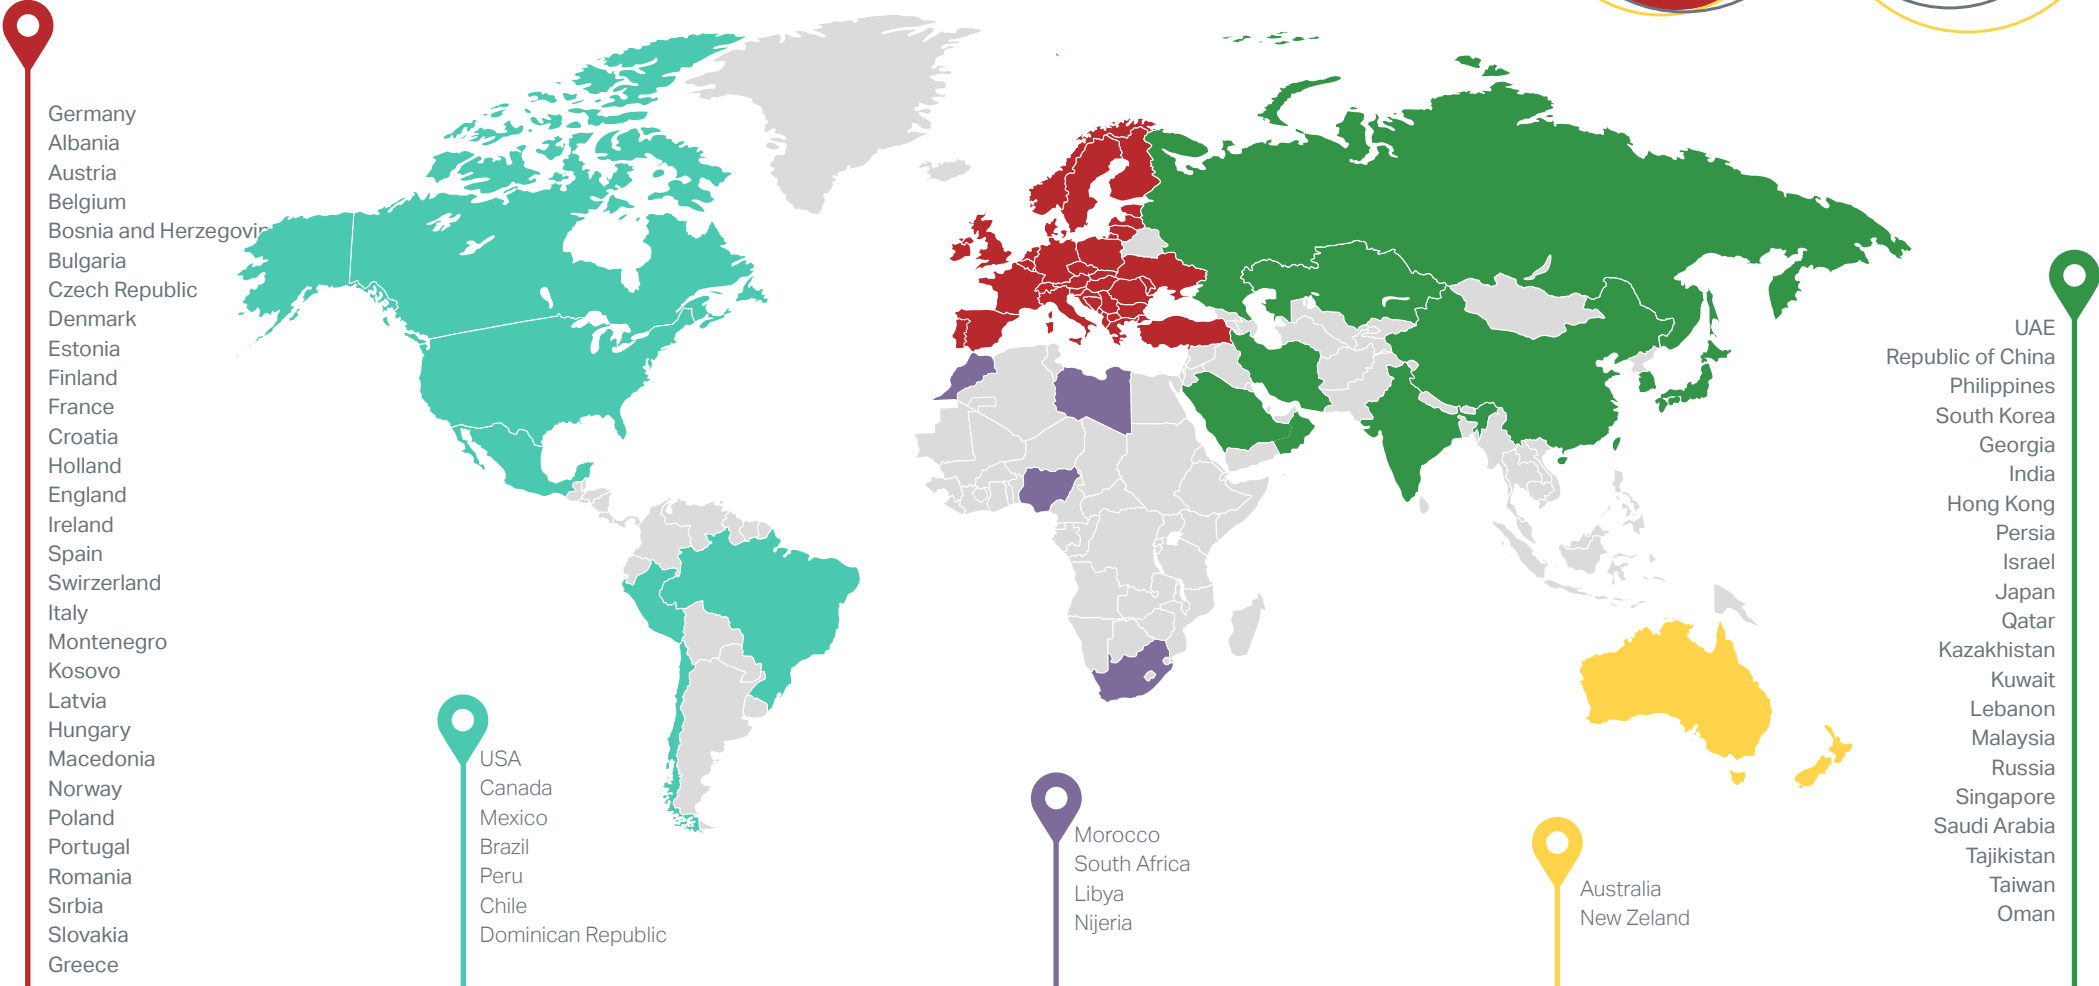 Germany
Albania
Austria
Belgium
Bosnia and Herzegovin
Bulgaria
Czech Republic
Denmark
Estonia
Finland
France
Croatia
Holland
England
Ireland
Spain
Swirzerland
Italy
Montenegro
Kosovo
Latvia
Hungary
Macedonia
Norway
Poland
Portugal
Romania
Sırbia
Slovakia
Greece
USA
Canada
Mexico
Brazil
Peru
Chile
Dominican Republic
Morocco
South Africa
Libya
Nijeria
Australia
New Zeland
UAE
Republic of China
Philippines
South Korea
Georgia
India
Hong Kong
Persia
Israel
Japan
Qatar
Kazakhistan
Kuwait
Lebanon
Malaysia
Russia
Singapore
Saudi Arabia
Tajikistan
Taiwan
Oman